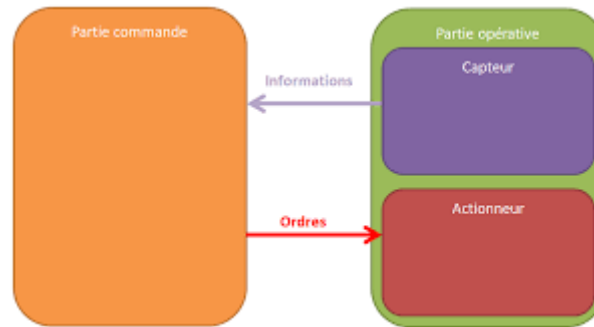 Partie commande
Partie opérative
Capteur
Informations
Actionneur
Ordres